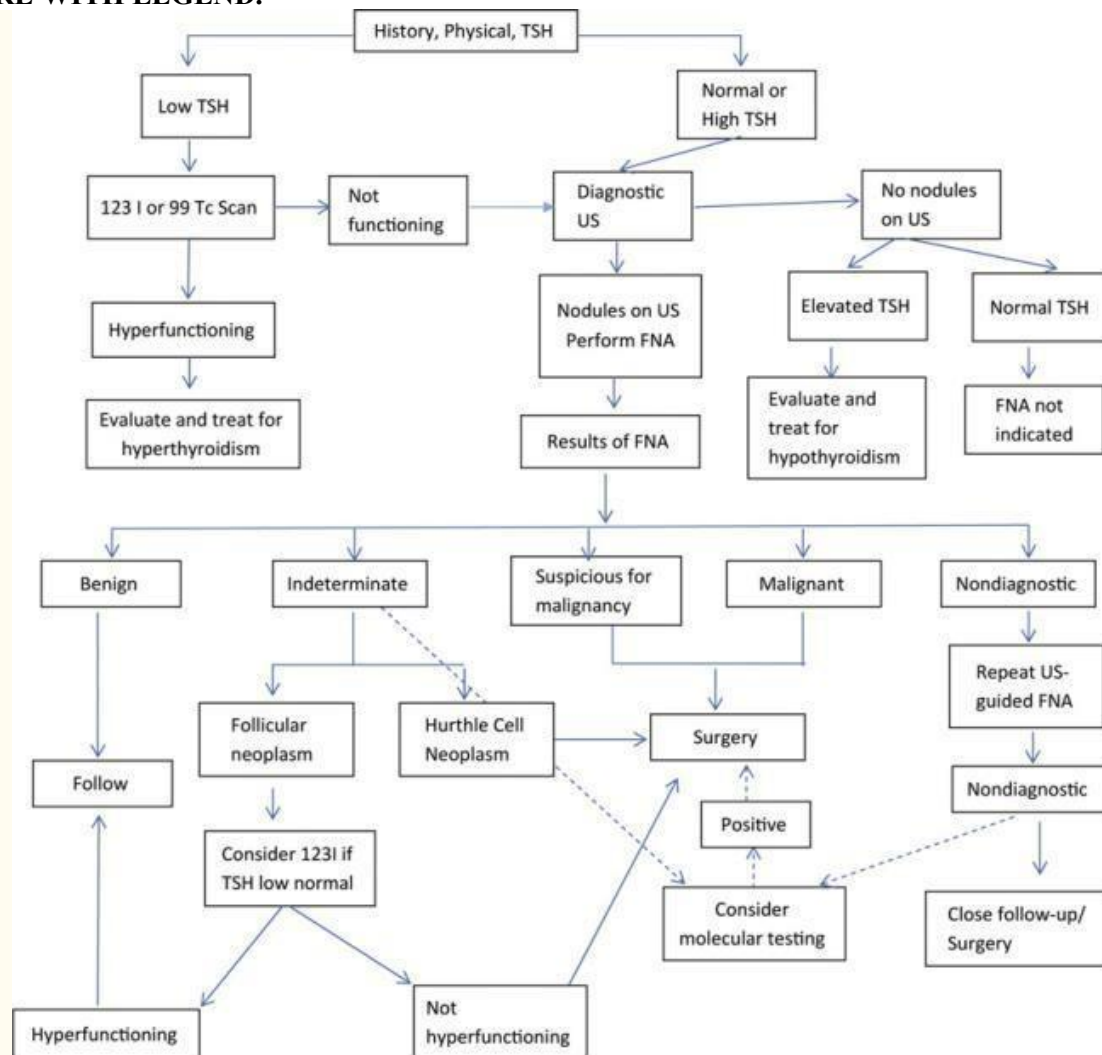 RE WITH LEGEND:
History, Physical, TSH
Low TSH
Normal or
High TSH
123 I or 99 Tc Scan
Not
functioning
Diagnostic
US
No nodules
on US
Hyperfunctioning
Nodules on US
Perform FNA
Elevated TSH
Normal TSH
Evaluate and treat for
hyperthyroidism
Results of FNA
Evaluate and
treat for
hypothyroidism
FNA not
indicated
Benign
Indeterminate
Suspicious for
malignancy
Malignant
Nondiagnostic
Follicular
neoplasm
Hurthle Cell
Neoplasm
Surgery
Repeat US-
guided FNA
Follow
Positive
Nondiagnostic
Consider 123I if
TSH low normal
Consider
molecular testing
Close follow-up/
Surgery
Hyperfunctioning
Not
hyperfunctioning